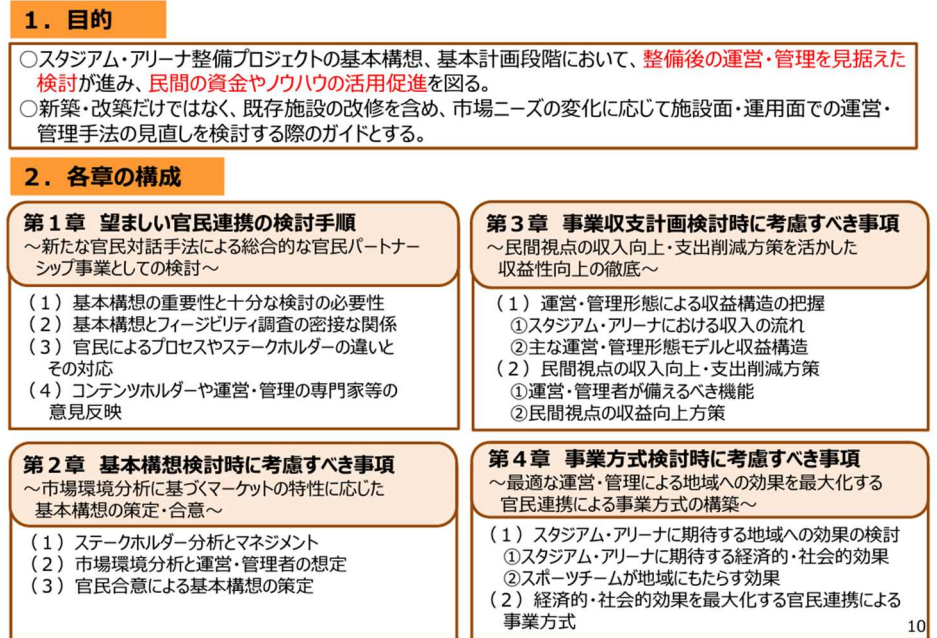 １．目的
○スタジアム・アリーナ整備プロジェクトの基本構想、基本計画段階において、整備後の運営・管理を見据えた
検討が進み、民間の資金やノウハウの活用促進を図る。
○新築・改築だけではなく、既存施設の改修を含め、市場ニーズの変化に応じて施設面・運用面での運営・
管理手法の見直しを検討する際のガイドとする。
２．各章の構成
第１章 望ましい官民連携の検討手順
～新たな官民対話手法による総合的な官民パートナー
シップ事業としての検討～
（１）基本構想の重要性と十分な検討の必要性
（２）基本構想とフィージビリティ調査の密接な関係
（３）官民によるプロセスやステークホルダーの違いと
その対応
（４）コンテンツホルダーや運営・管理の専門家等の
意見反映
第２章 基本構想検討時に考慮すべき事項
～市場環境分析に基づくマーケットの特性に応じた
基本構想の策定・合意～
（１）ステークホルダー分析とマネジメント
（２）市場環境分析と運営・管理者の想定
（３）官民合意による基本構想の策定
第３章 事業収支計画検討時に考慮すべき事項
～民間視点の収入向上・支出削減方策を活かした
収益性向上の徹底～
（１）運営・管理形態による収益構造の把握
①スタジアム・アリーナにおける収入の流れ
②主な運営・管理形態モデルと収益構造
（２）民間視点の収入向上・支出削減方策
①運営・管理者が備えるべき機能
②民間視点の収益向上方策
第４章 事業方式検討時に考慮すべき事項
～最適な運営・管理による地域への効果を最大化する
官民連携による事業方式の構築～
（１）スタジアム・アリーナに期待する地域への効果の検討
①スタジアム・アリーナに期待する経済的・社会的効果
②スポーツチームが地域にもたらす効果
（２）経済的・社会的効果を最大化する官民連携による
事業方式
10